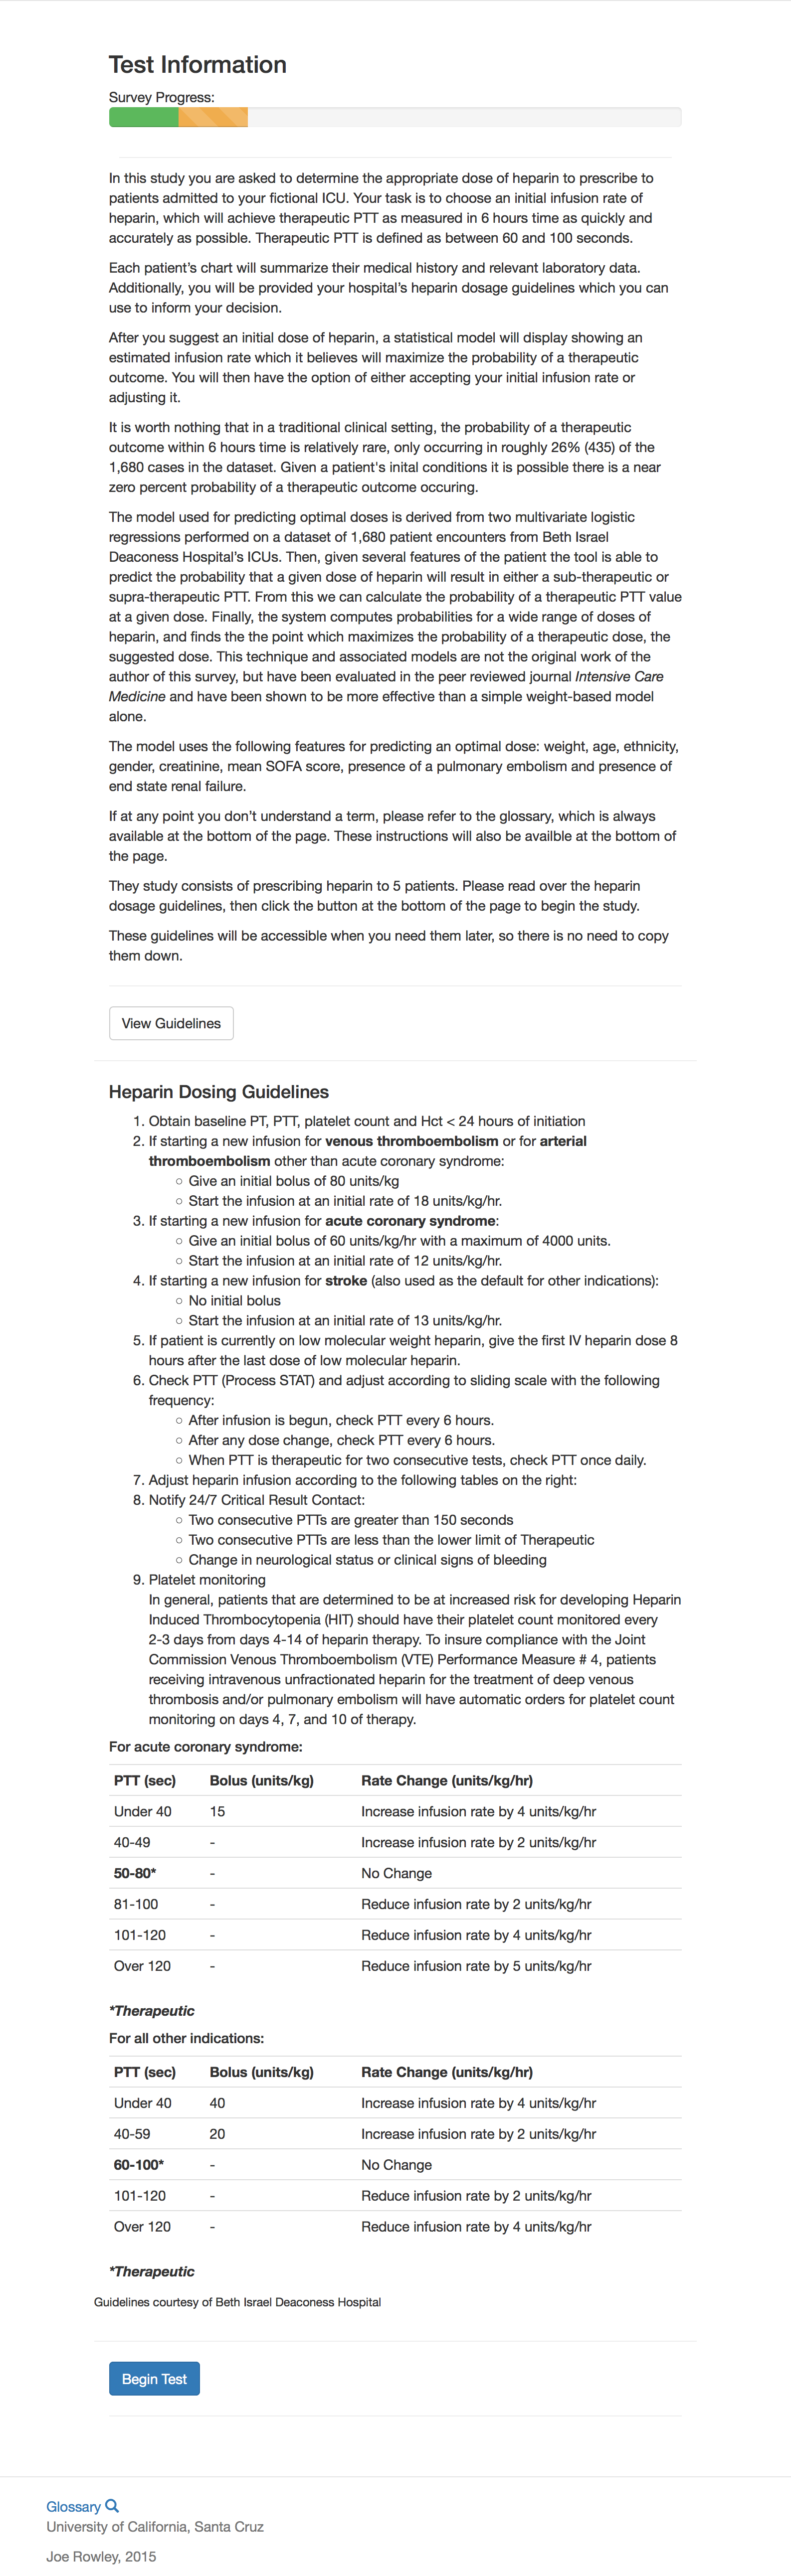 Test Information
Survey Progress:
In this study you are asked to determine the appropriate dose of heparin to prescribe to
patients admitted to your fictional ICU. Your task is to choose an initial infusion rate of
heparin, which will achieve therapeutic PTT as measured in 6 hours time as quickly and
accurately as possible. Therapeutic PTT is defined as between 60 and 100 seconds.
Each patient's chart will summarize their medical history and relevant laboratory data.
Additionally, you will be provided your hospital's heparin dosage guidelines which you can
use to inform your decision.
After you suggest an initial dose of heparin, a statistical model will display showing an
estimated infusion rate which it believes will maximize the probability of a therapeutic
outcome. You will then have the option of either accepting your initial infusion rate or
adjusting it.
It is worth nothing that in a traditional clinical setting, the probability of a therapeutic
outcome within 6 hours time is relatively rare, only occurring in roughly 26% (435) of the
1,680 cases in the dataset. Given a patient's inital conditions it is possible there is a near
zero percent probability of a therapeutic outcome occuring.
The model used for predicting optimal doses is derived from two multivariate logistic
regressions performed on a dataset of 1,680 patient encounters from Beth Israel
Deaconess Hospital's ICUs. Then, given several features of the patient the tool is able to
predict the probability that a given dose of heparin will result in either a sub-therapeutic or
supra-therapeutic PTT. From this we can calculate the probability of a therapeutic PTT value
at a given dose. Finally, the system computes probabilities for a wide range of doses of
heparin, and finds the the point which maximizes the probability of a therapeutic dose, the
suggested dose. This technique and associated models are not the original work of the
author of this survey, but have been evaluated in the peer reviewed journal Intensive Care
Medicine and have been shown to be more effective than a simple weight-based model
alone.
The model uses the following features for predicting an optimal dose: weight, age, ethnicity,
gender, creatinine, mean SOFA score, presence of a pulmonary embolism and presence of
end state renal failure.
If at any point you don't understand a term, please refer to the glossary, which is always
available at the bottom of the page. These instructions will also be availble at the bottom of
the page.
They study consists of prescribing heparin to 5 patients. Please read over the heparin
dosage guidelines, then click the button at the bottom of the page to begin the study.
These guidelines will be accessible when you need them later, so there is no need to copy
them down.
View Guidelines
Heparin Dosing Guidelines
1. Obtain baseline PT, PTT, platelet count and Hct < 24 hours of initiation
2. If starting a new infusion for venous thromboembolism or for arterial
thromboembolism other than acute coronary syndrome:
○ Give an initial bolus of 80 units/kg
○ Start the infusion at an initial rate of 18 units/kg/hr.
3. If starting a new infusion for acute coronary syndrome:
○ Give an initial bolus of 60 units/kg/hr with a maximum of 4000 units.
○ Start the infusion at an initial rate of 12 units/kg/hr.
4. If starting a new infusion for stroke (also used as the default for other indications):
○ No initial bolus
○ Start the infusion at an initial rate of 13 units/kg/hr.
5. If patient is currently on low molecular weight heparin, give the first IV heparin dose 8
hours after the last dose of low molecular heparin.
6. Check PTT (Process STAT) and adjust according to sliding scale with the following
frequency:
○ After infusion is begun, check PTT every 6 hours.
○ After any dose change, check PTT every 6 hours.
○ When PTT is therapeutic for two consecutive tests, check PTT once daily.
7. Adjust heparin infusion according to the following tables on the right:
8. Notify 24/7 Critical Result Contact:
○ Two consecutive PTTs are greater than 150 seconds
○ Two consecutive PTTs are less than the lower limit of Therapeutic
○ Change in neurological status or clinical signs of bleeding
9. Platelet monitoring
In general, patients that are determined to be at increased risk for developing Heparin
Induced Thrombocytopenia (HIT) should have their platelet count monitored every
2-3 days from days 4-14 of heparin therapy. To insure compliance with the Joint
Commission Venous Thromboembolism (VTE) Performance Measure # 4, patients
receiving intravenous unfractionated heparin for the treatment of deep venous
thrombosis and/or pulmonary embolism will have automatic orders for platelet count
monitoring on days 4, 7, and 10 of therapy.
For acute coronary syndrome:
PTT (sec) Bolus (units/kg) Rate Change (units/kg/hr)
Under 40 15 Increase infusion rate by 4 units/kg/hr
40-49 - Increase infusion rate by 2 units/kg/hr
50-80* - No Change
81-100 - Reduce infusion rate by 2 units/kg/hr
101-120 - Reduce infusion rate by 4 units/kg/hr
Over 120 - Reduce infusion rate by 5 units/kg/hr
*Therapeutic
For all other indications:
PTT (sec) Bolus (units/kg) Rate Change (units/kg/hr)
Under 40 40 Increase infusion rate by 4 units/kg/hr
40-59 20 Increase infusion rate by 2 units/kg/hr
60-100* - No Change
101-120 - Reduce infusion rate by 2 units/kg/hr
Over 120 - Reduce infusion rate by 4 units/kg/hr
*Therapeutic
Guidelines courtesy of Beth Israel Deaconess Hospital
Begin Test
Glossary
University of California, Santa Cruz
Joe Rowley, 2015